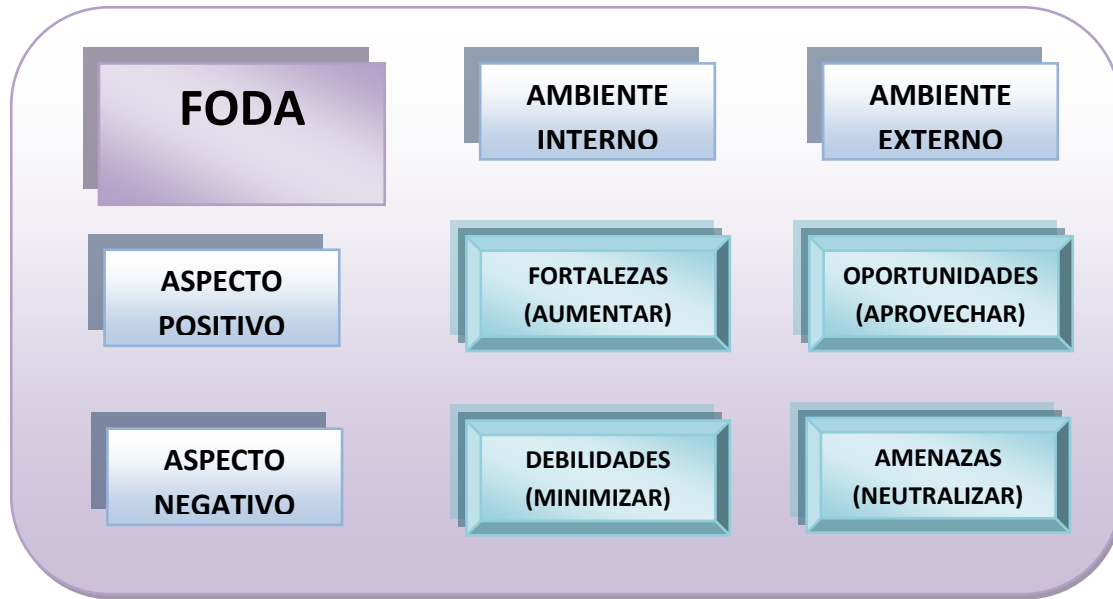 FODA
AMBIENTE
INTERNO
AMBIENTE
EXTERNO
ASPECTO
POSITIVO
FORTALEZAS
(AUMENTAR)
OPORTUNIDADES
(APROVECHAR)
ASPECTO
NEGATIVO
DEBILIDADES
(MINIMIZAR)
AMENAZAS
(NEUTRALIZAR)